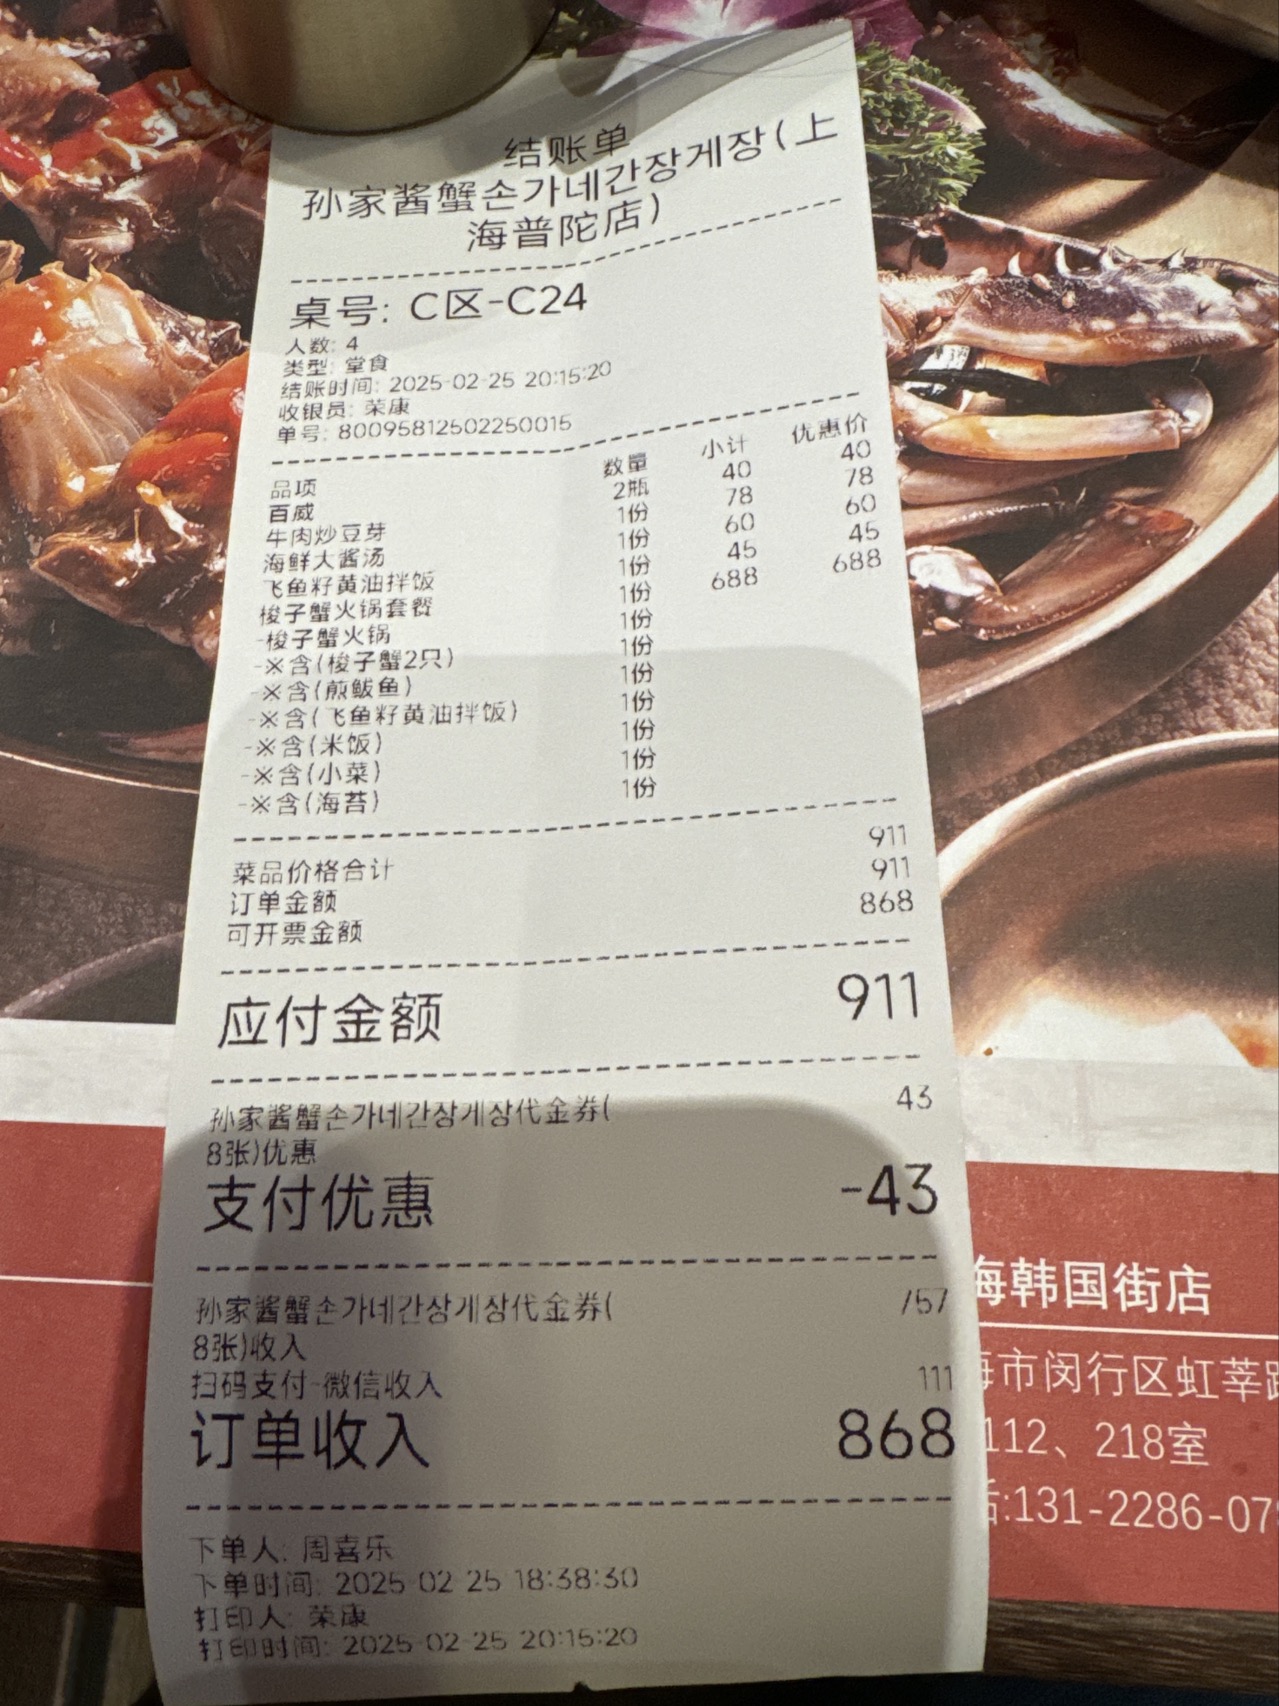 结账单
孙家酱蟹손가네간장게장(上
海普陀店)
桌号: C区-C24
人数: 4
类型: 堂食
结账时间: 2025-02-25 20:15:20
收银员: 荣康
单号: 80095812502250015
品项 数量 小计 优惠价
百威 2瓶 40 40
牛肉炒豆芽 1份 78 78
海鲜大酱汤 1份 60 60
飞鱼籽黄油拌饭 1份 45 45
梭子蟹火锅套餐 1份 688 688
-梭子蟹火锅 1份
-※含(梭子蟹2只) 1份
-※含(煎鲅鱼) 1份
-※含(飞鱼籽黄油拌饭) 1份
-※含(米饭) 1份
-※含(小菜) 1份
-※含(海苔) 1份
菜品价格合计 911
订单金额 911
可开票金额 868
应付金额 911
孙家酱蟹손가네간장게장代金券( 43
8张)优惠
支付优惠 -43
孙家酱蟹손가네간장게장代金券( 757
8张)收入
扫码支付-微信收入 111
订单收入 868
下单人: 周喜乐
下单时间: 2025-02-25 18:38:30
打印人: 荣康
打印时间: 2025-02-25 20:15:20
海韩国街店
海市闵行区虹莘路
112、218室
:131-2286-07